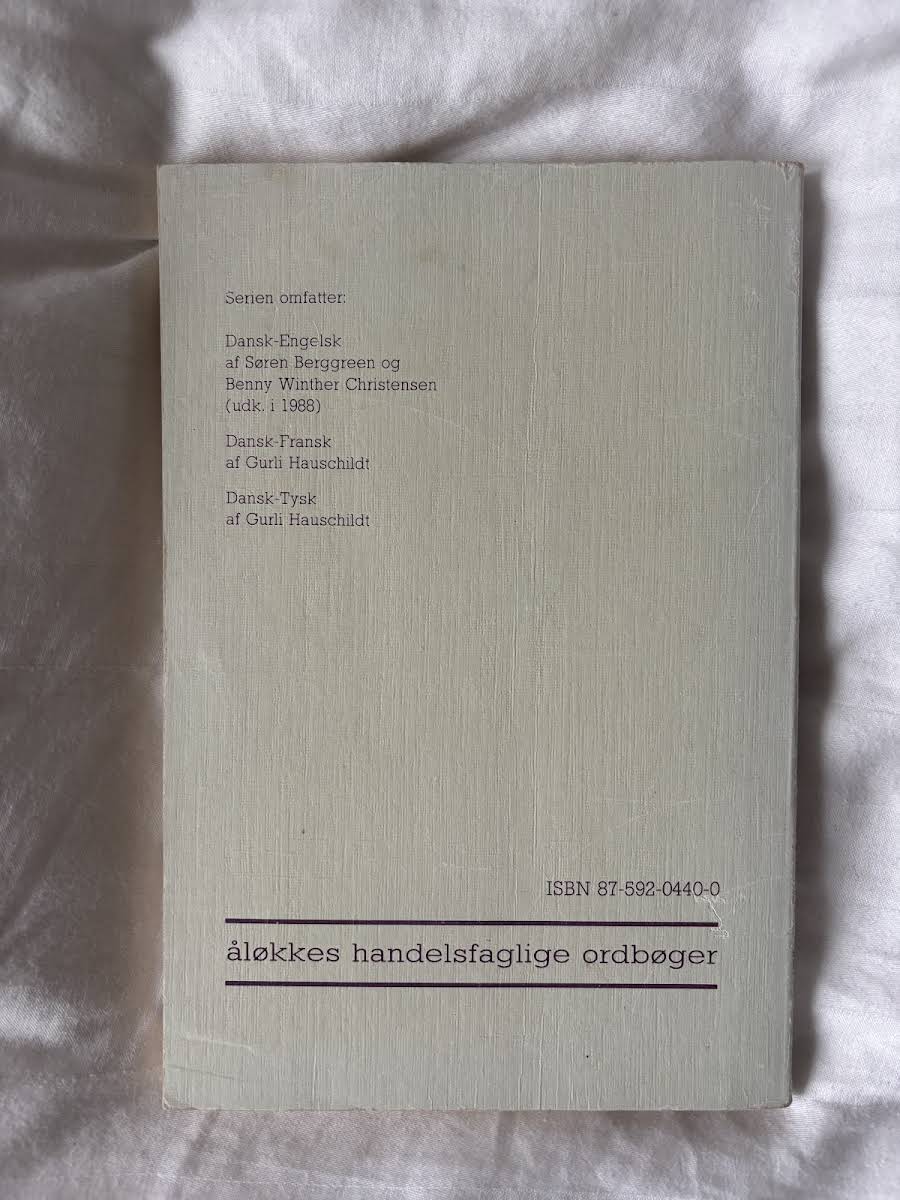 Serien omfatter:
Dansk-Engelsk
af Søren Berggreen og
Benny Winther Christensen
(udk. i 1988)
Dansk-Fransk
af Gurli Hauschildt
Dansk-Tysk
af Gurli Hauschildt
ISBN 87-592-0440-0
åløkkes handelsfaglige ordbøger